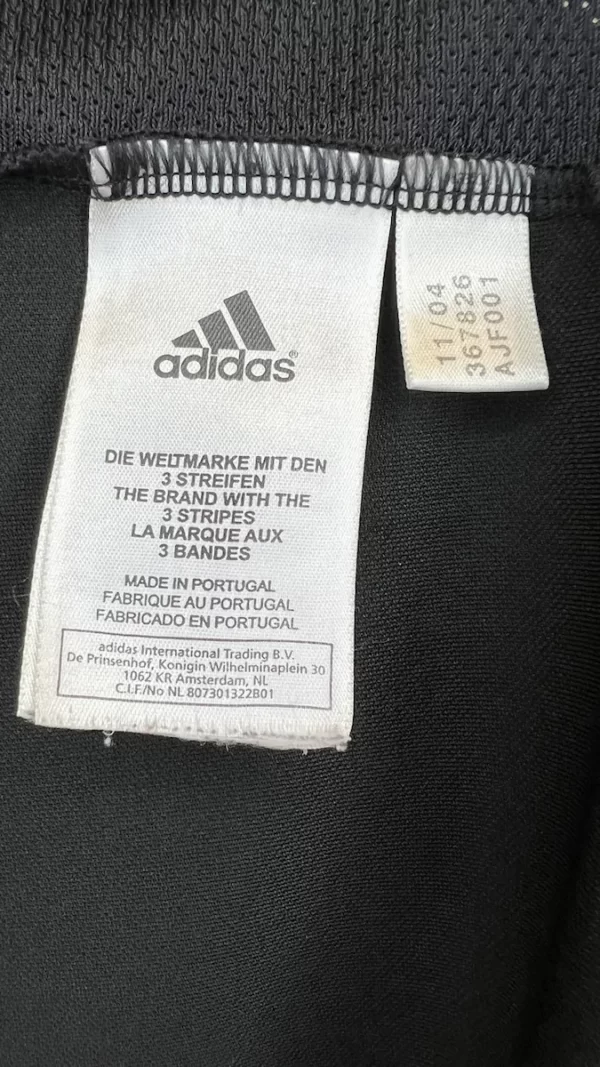 adidas®
DIE WELTMARKE MIT DEN
3 STREIFEN
THE BRAND WITH THE
3 STRIPES
LA MARQUE AUX
3 BANDES
MADE IN PORTUGAL
FABRIQUE AU PORTUGAL
FABRICADO EN PORTUGAL
adidas International Trading B.V.
De Prinsenhof, Konigin Wilhelminaplein 30
1062 KR Amsterdam, NL
C.I.F./No NL 807301322B01
11/04
367826
AJF001